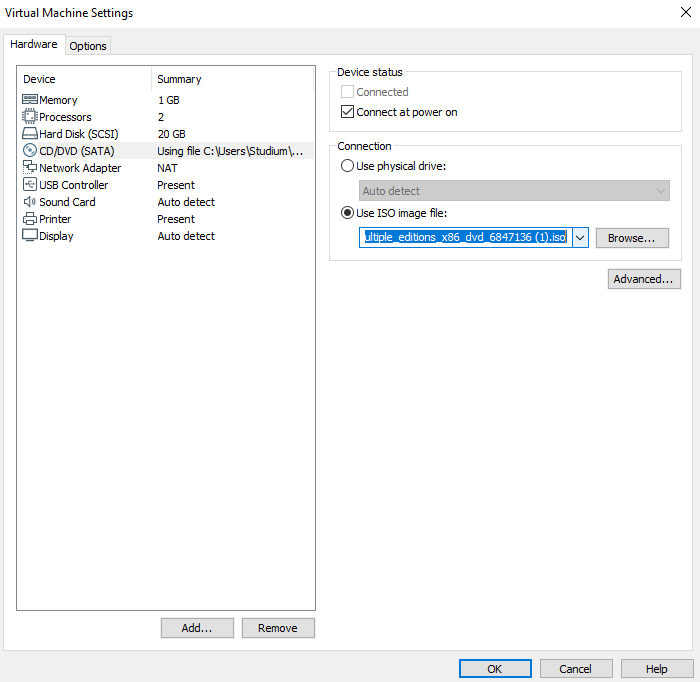 Virtual Machine Settings
Hardware Options
Device Summary
Memory 1 GB
Processors 2
Hard Disk (SCSI) 20 GB
CD/DVD (SATA) Using file C:\Users\Studium\...
Network Adapter NAT
USB Controller Present
Sound Card Auto detect
Printer Present
Display Auto detect
Add... Remove
Device status
Connected
Connect at power on
Connection
Use physical drive:
Auto detect
Use ISO image file:
ultiple_editions_x86_dvd_6847136 (1).iso Browse...
Advanced...
OK Cancel Help